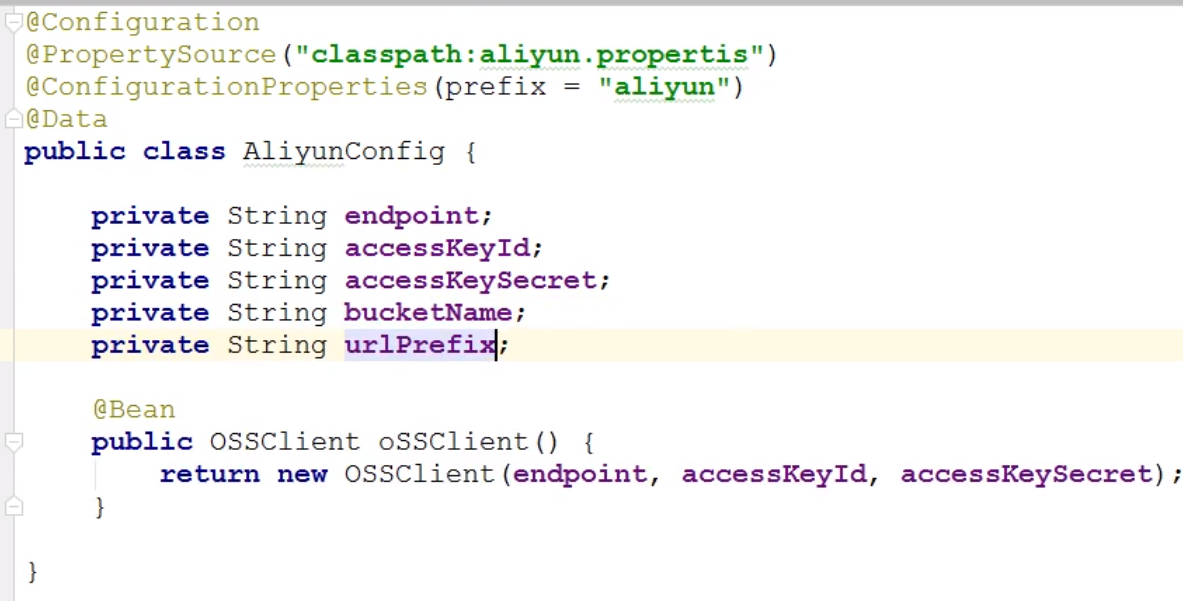 @Configuration
@PropertySource("classpath:aliyun.propertis")
@ConfigurationProperties(prefix = "aliyun")
@Data
public class AliyunConfig {
private String endpoint;
private String accessKeyId;
private String accessKeySecret;
private String bucketName;
private String urlPrefix;
@Bean
public OSSClient oSSClient() {
return new OSSClient(endpoint, accessKeyId, accessKeySecret);
}
}